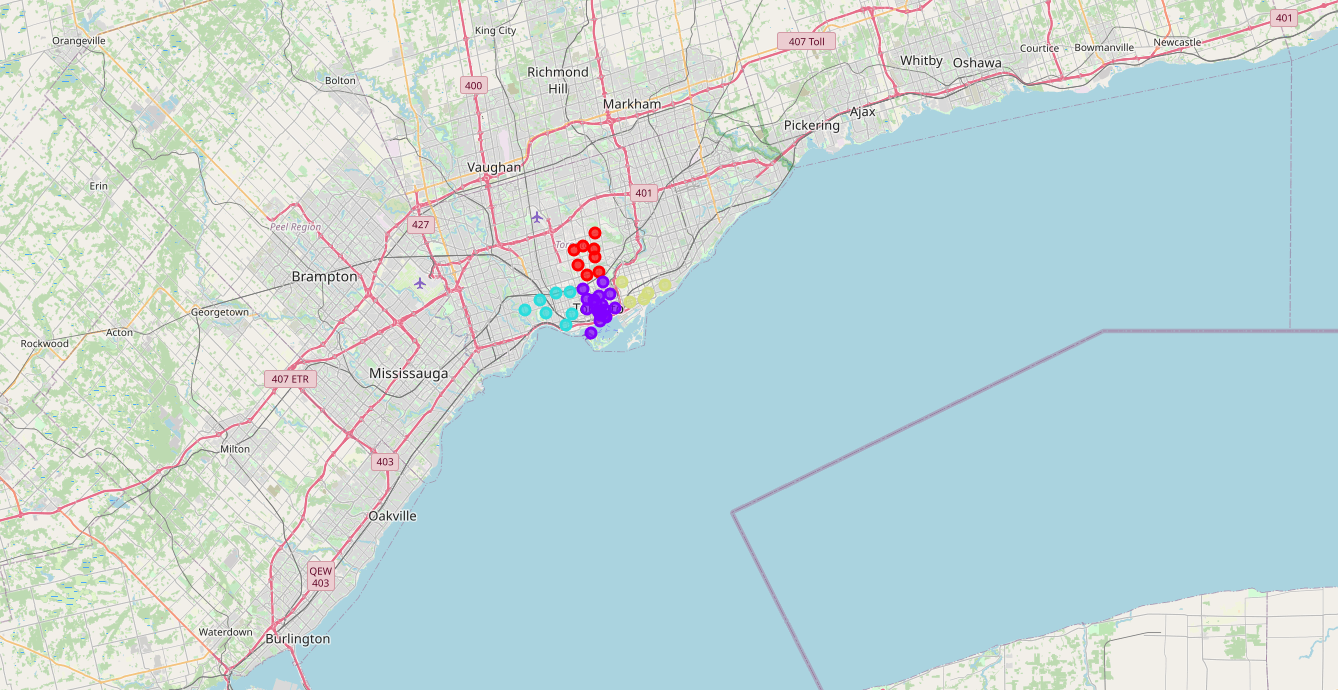 401
King City
Orangeville
407 Toll
Courtice
Bowmanville
Newcastle
Whitby
Oshawa
Richmond
Hill
Bolton
400
Markham
Ajax
Pickering
Vaughan
Erin
401
427
Peel Region
Brampton
Georgetown
Acton
Rockwood
Mississauga
407 ETR
Milton
403
Oakville
QEW
403
Waterdown
Burlington